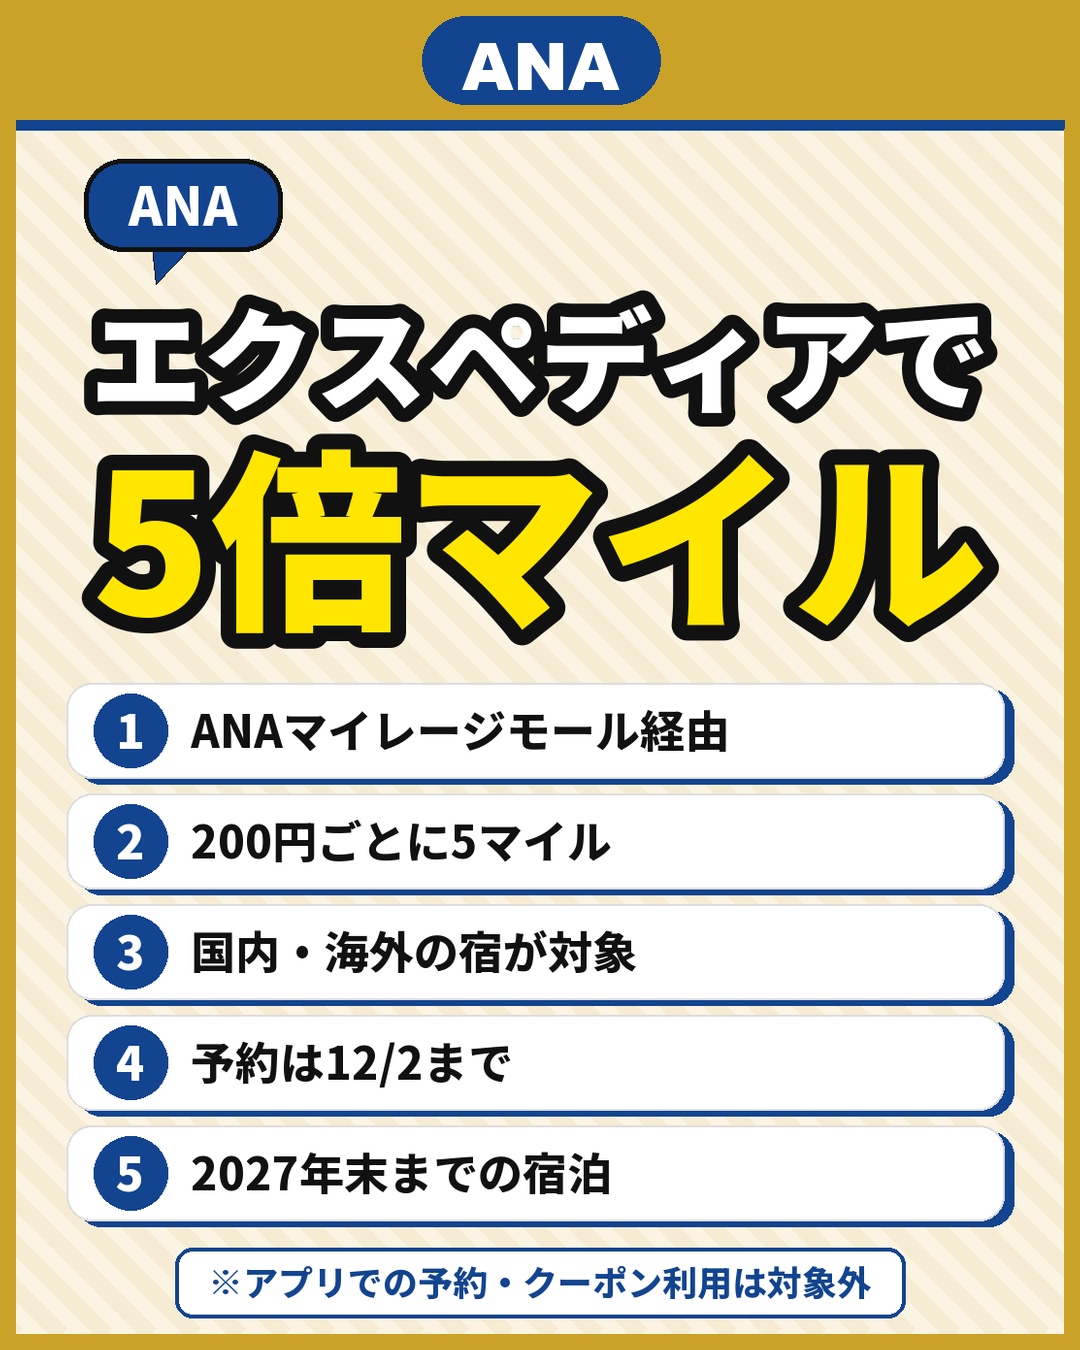 ANA
ANA
エクスペディアで
5倍マイル
1 ANAマイレージモール経由
2 200円ごとに5マイル
3 国内・海外の宿が対象
4 予約は12/2まで
5 2027年末までの宿泊
※アプリでの予約・クーポン利用は対象外